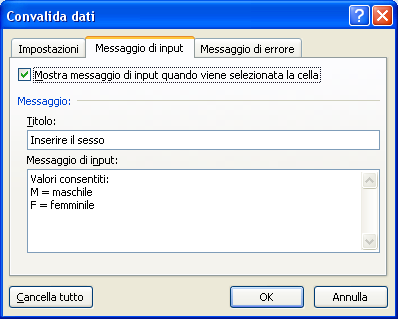 Convalida dati
Impostazioni
Messaggio di input
Messaggio di errore
Mostra messaggio di input quando viene selezionata la cella
Messaggio:
Titolo:
Inserire il sesso
Messaggio di input:
Valori consentiti:
M = maschile
F = femminile
Cancella tutto
OK
Annulla